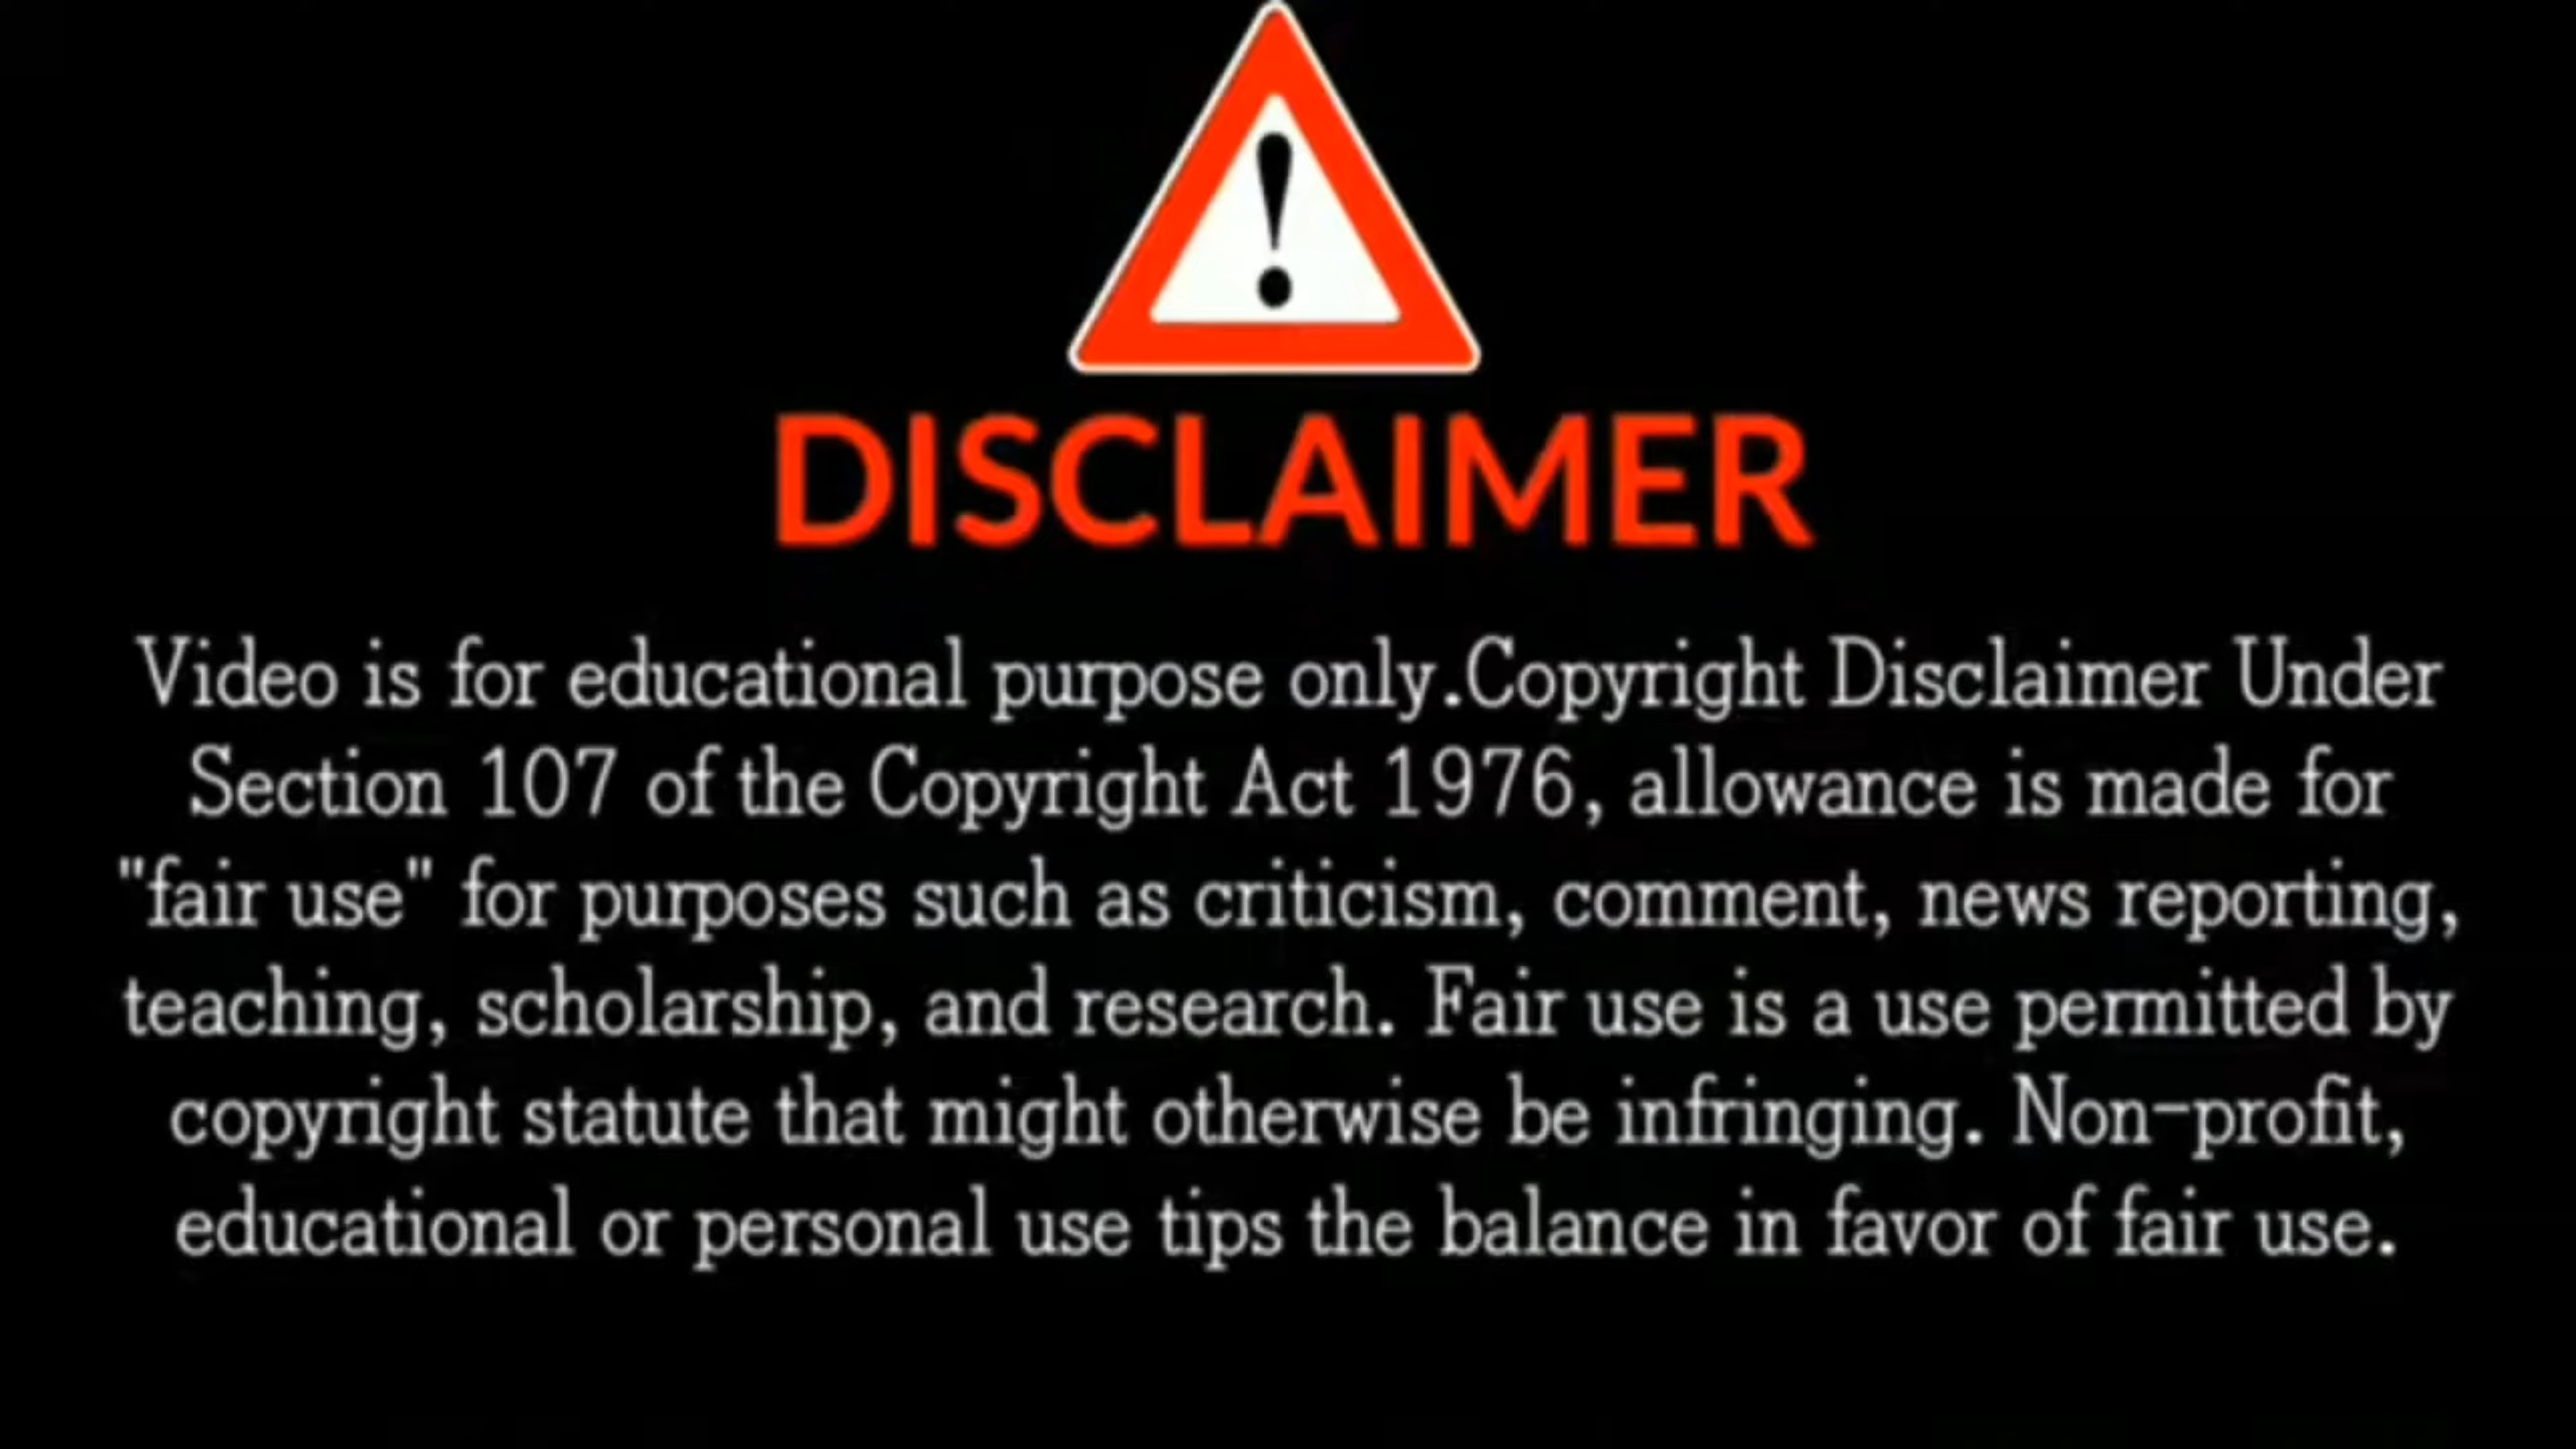 !
DISCLAIMER
Video is for educational purpose only.Copyright Disclaimer Under
Section 107 of the Copyright Act 1976, allowance is made for
"fair use" for purposes such as criticism, comment, news reporting,
teaching, scholarship, and research. Fair use is a use permitted by
copyright statute that might otherwise be infringing. Non-profit,
educational or personal use tips the balance in favor of fair use.